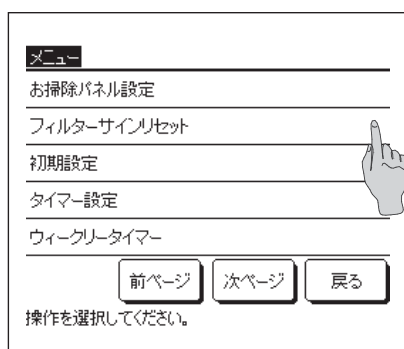 メニュー
お掃除パネル設定
フィルターサインリセット
初期設定
タイマー設定
ウィークリータイマー
前ページ 次ページ 戻る
操作を選択してください。